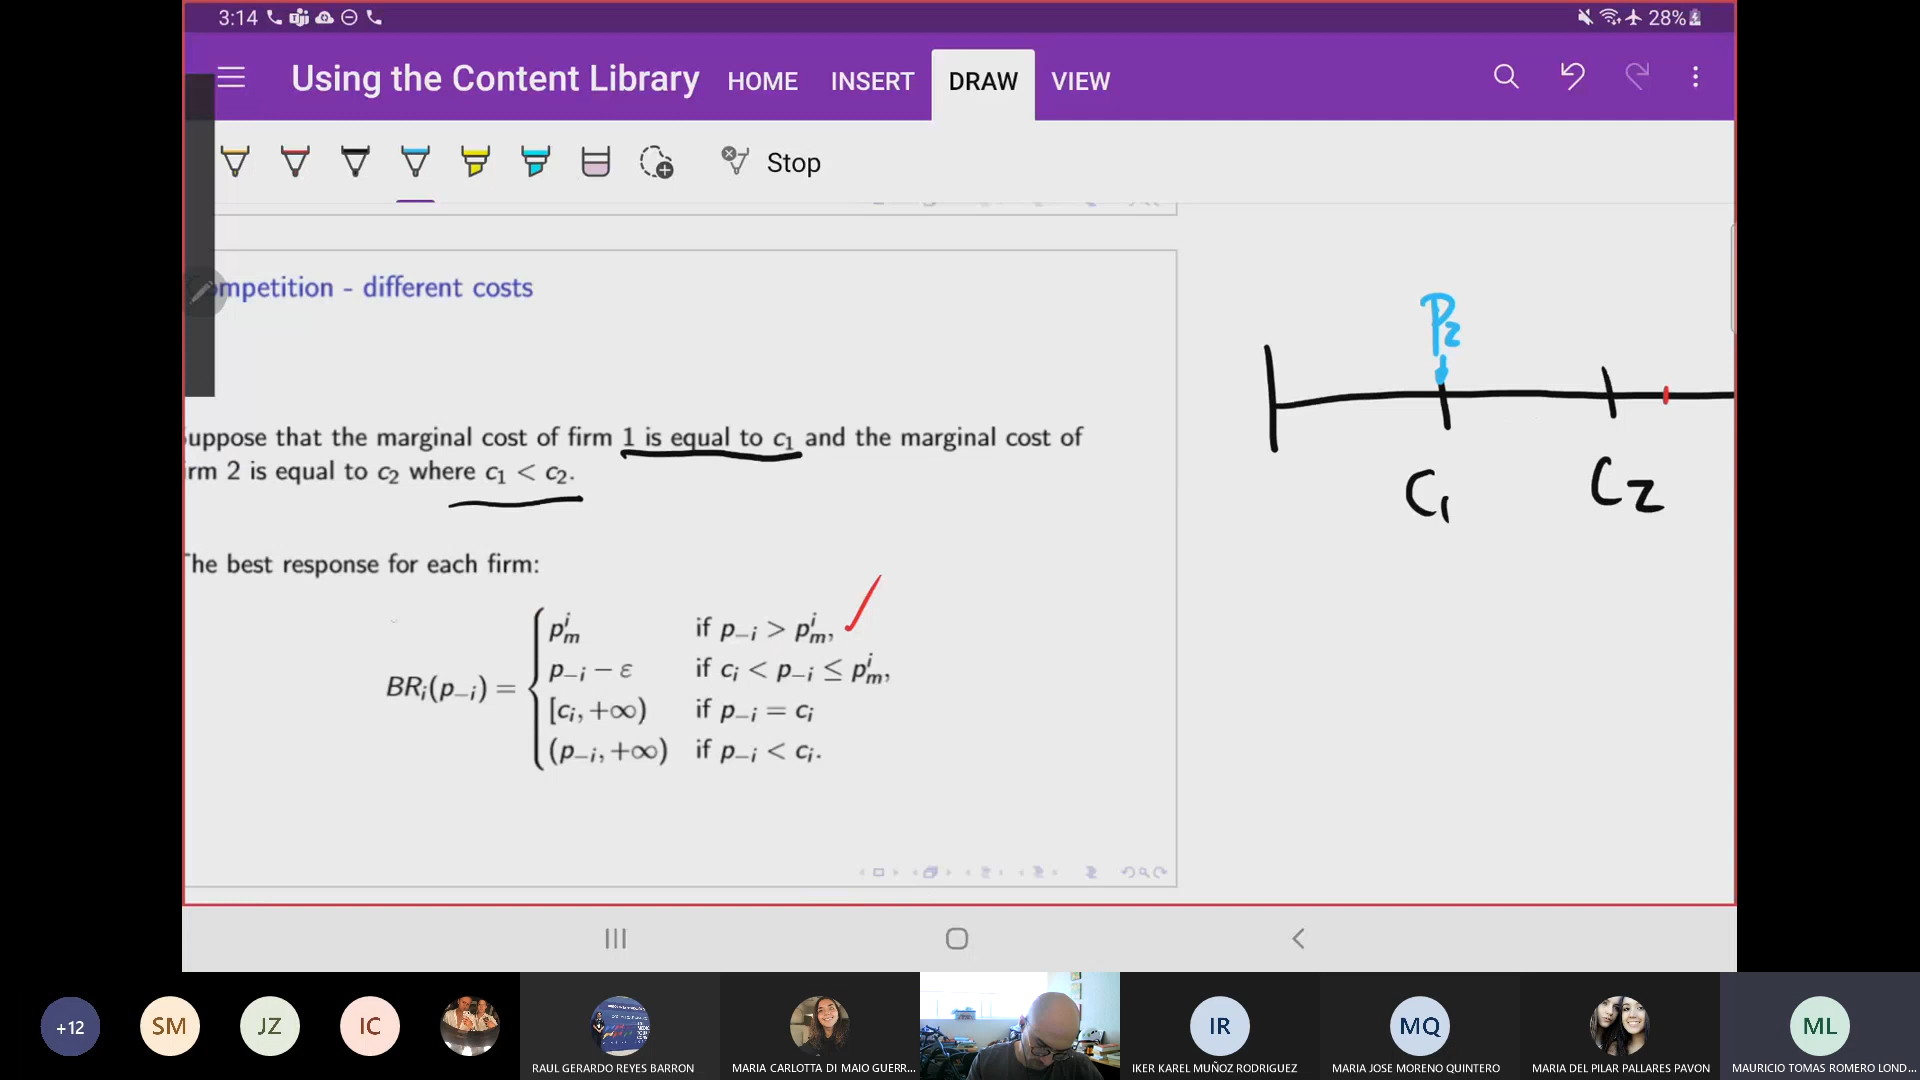 3:14 28%
Using the Content Library HOME INSERT DRAW VIEW
Stop
ompetition - different costs
P2
uppose that the marginal cost of firm 1 is equal to c₁ and the marginal cost of
rm 2 is equal to c₂ where c₁ < c₂.
C1 C2
he best response for each firm:
BRᵢ(p₋ᵢ) =
pⁱₘ if p₋ᵢ > pⁱₘ,
p₋ᵢ − ε if cᵢ < p₋ᵢ ≤ pⁱₘ,
[cᵢ, +∞) if p₋ᵢ = cᵢ
(p₋ᵢ, +∞) if p₋ᵢ < cᵢ.
+12 SM JZ IC IR MQ ML
RAUL GERARDO REYES BARRON MARIA CARLOTTA DI MAIO GUERR... IKER KAREL MUÑOZ RODRIGUEZ MARIA JOSE MORENO QUINTERO MARIA DEL PILAR PALLARES PAVON MAURICIO TOMAS ROMERO LOND...